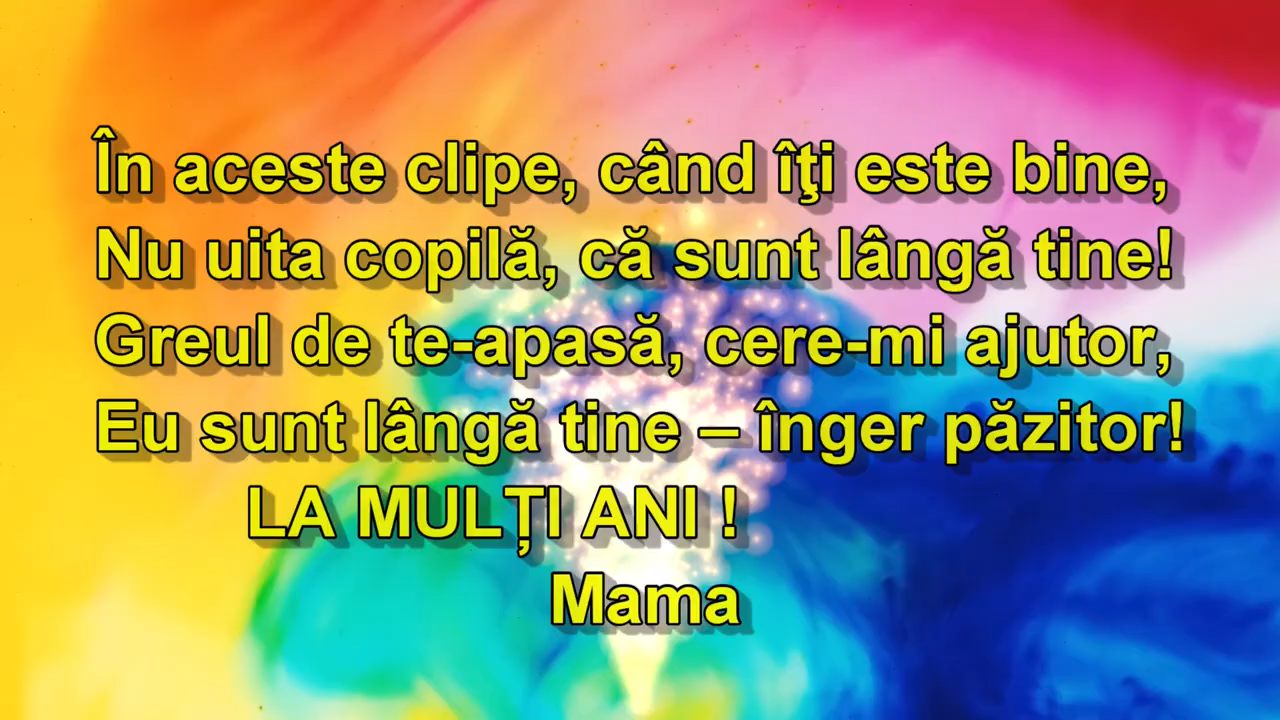 În aceste clipe, când îţi este bine,
Nu uita copilă, că sunt lângă tine!
Greul de te-apasă, cere-mi ajutor,
Eu sunt lângă tine – înger păzitor!
LA MULȚI ANI !
Mama